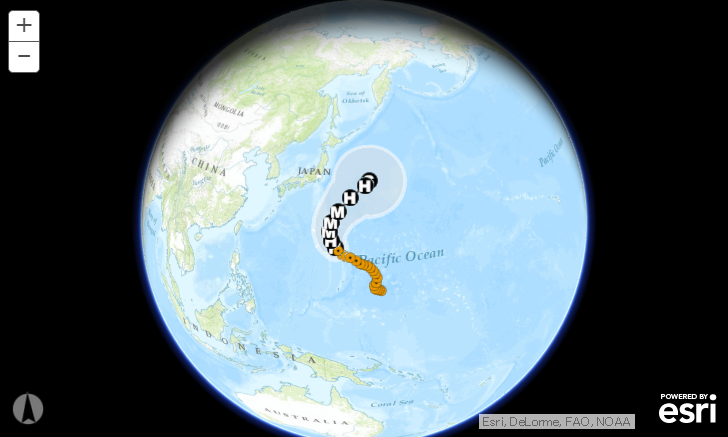 +
−
Sea of
Okhotsk
MONGOLIA
GOBI
CHINA
JAPAN
Pacific Ocean
H
H
M
M
H
Pacific Ocean
INDONESIA
Coral Sea
AUSTRALIA
Esri, DeLorme, FAO, NOAA
POWERED BY
esri